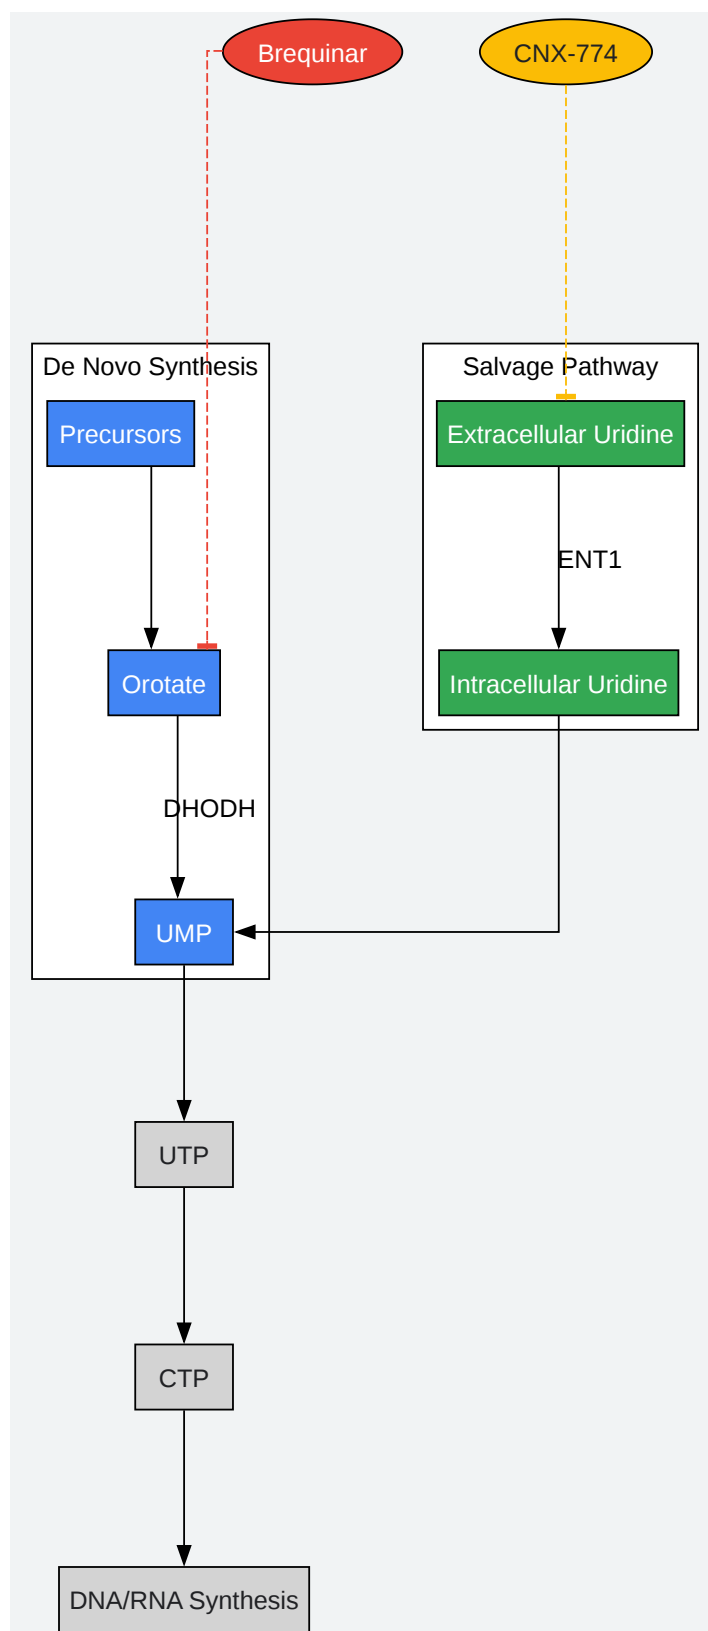 Brequinar
CNX-774
De Novo Synthesis
Salvage Pathway
Precursors
Extracellular Uridine
ENT1
Orotate
Intracellular Uridine
DHODH
UMP
UTP
CTP
DNA/RNA Synthesis